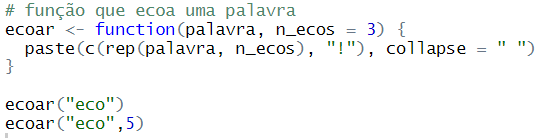 # função que ecoa uma palavra
ecoar <- function(palavra, n_ecos = 3) {
  paste(c(rep(palavra, n_ecos), "!"), collapse = " ")
}
ecoar("eco")
ecoar("eco",5)